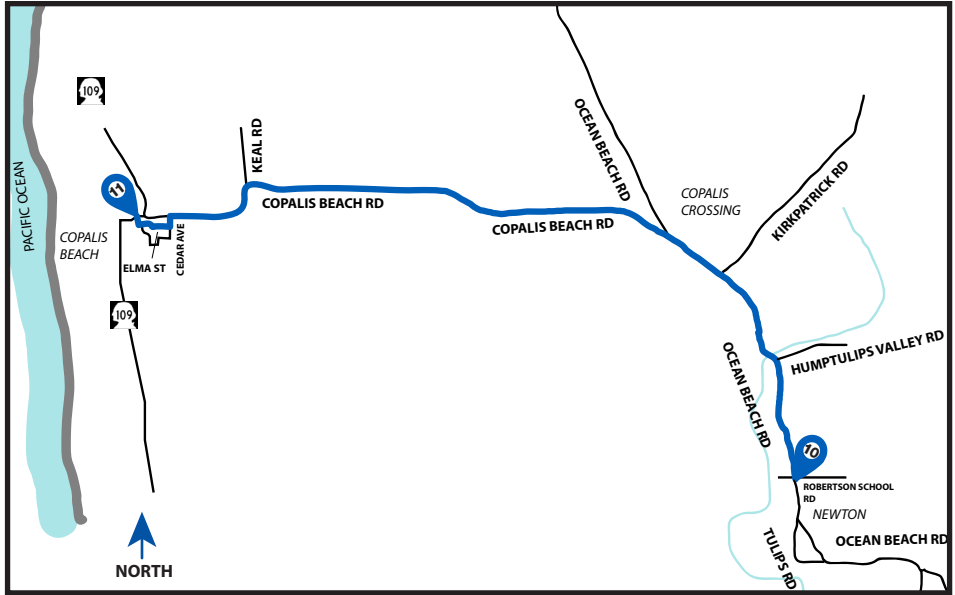 109
PACIFIC OCEAN
11
COPALIS
BEACH
ELMA ST
CEDAR AVE
KEAL RD
COPALIS BEACH RD
109
OCEAN BEACH RD
COPALIS
CROSSING
KIRKPATRICK RD
COPALIS BEACH RD
OCEAN BEACH RD
HUMPTULIPS VALLEY RD
10
ROBERTSON SCHOOL
RD
NEWTON
OCEAN BEACH RD
TULIPS RD
NORTH